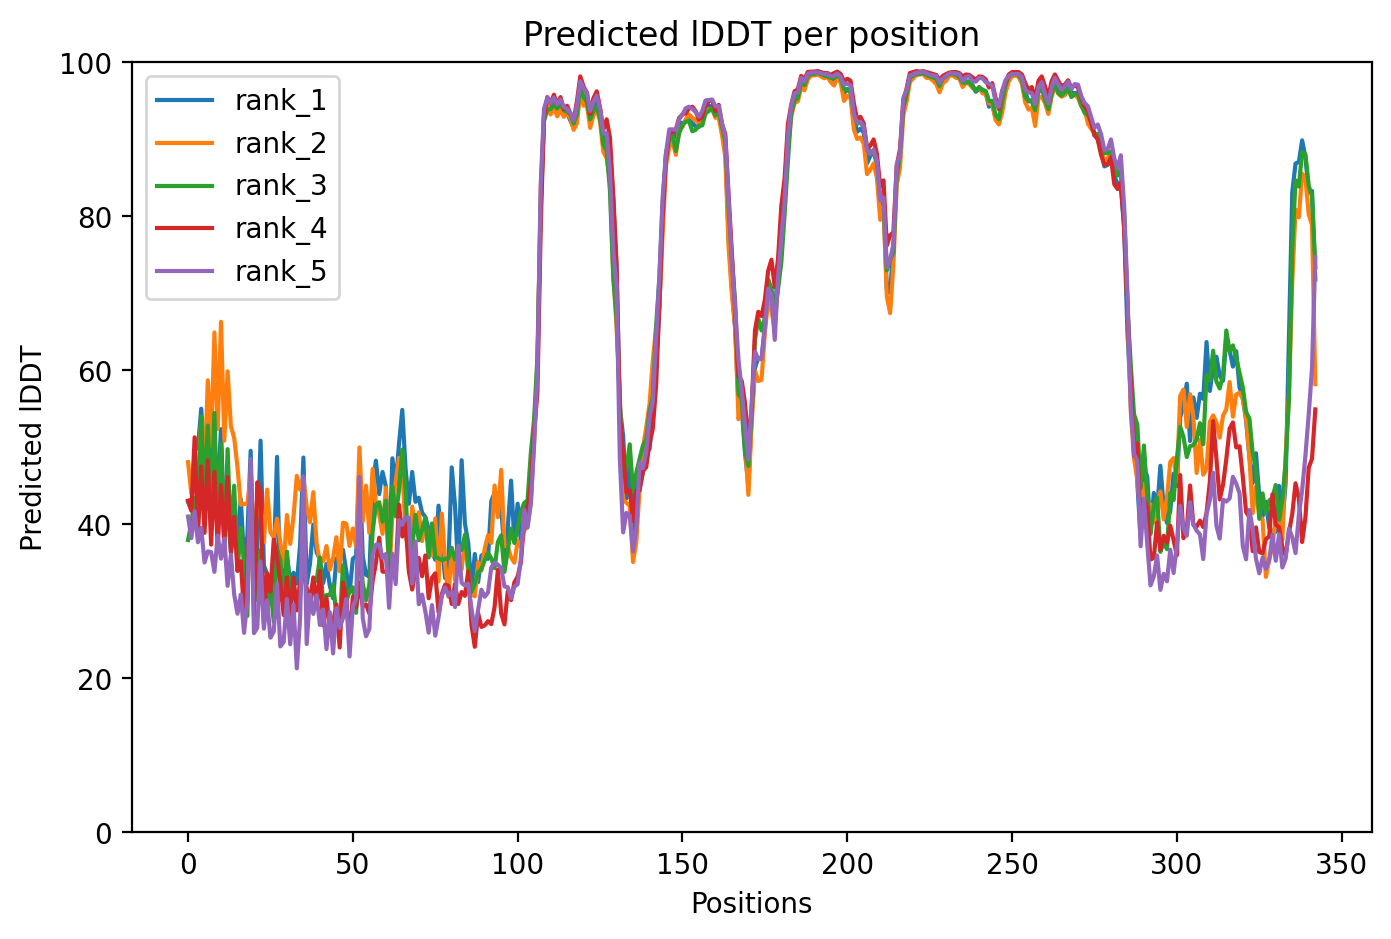 Predicted lDDT per position
100
80
60
40
20
0
Predicted lDDT
rank_1
rank_2
rank_3
rank_4
rank_5
0 50 100 150 200 250 300 350
Positions